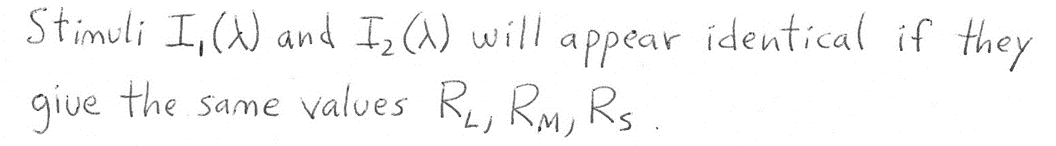 Stimuli I₁(λ) and I₂(λ) will appear identical if they
give the same values R_L, R_M, R_S.